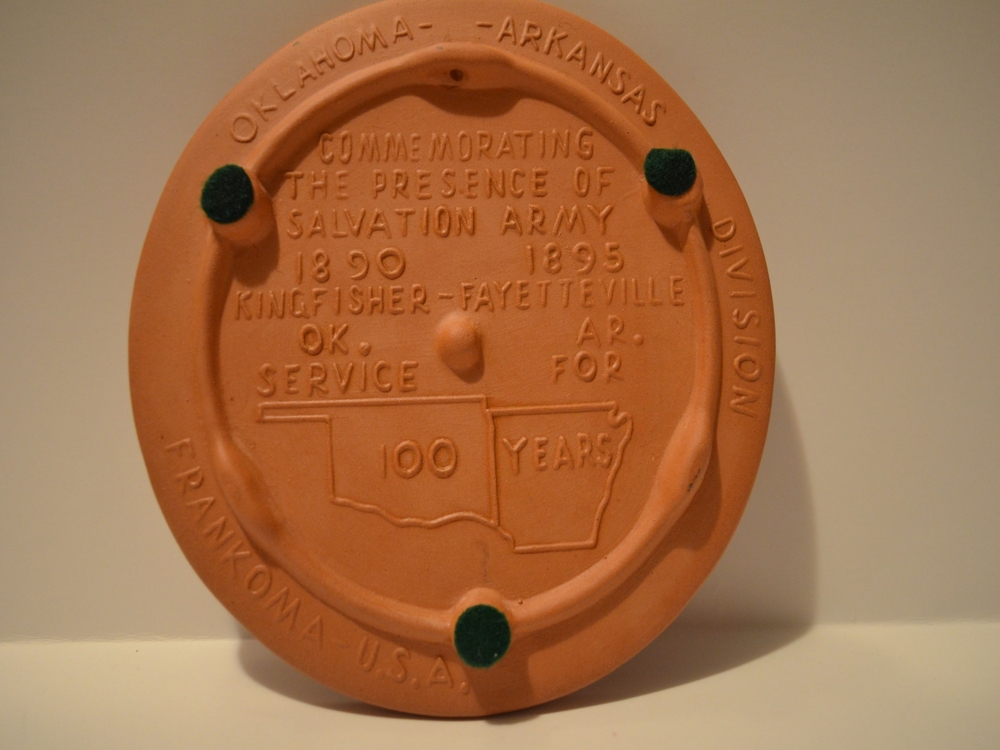 OKLAHOMA- -ARKANSAS
DIVISION
COMMEMORATING
THE PRESENCE OF
SALVATION ARMY
1890 1895
KINGFISHER-FAYETTEVILLE
OK. AR.
SERVICE FOR
100 YEARS
FRANKOMA-U.S.A.